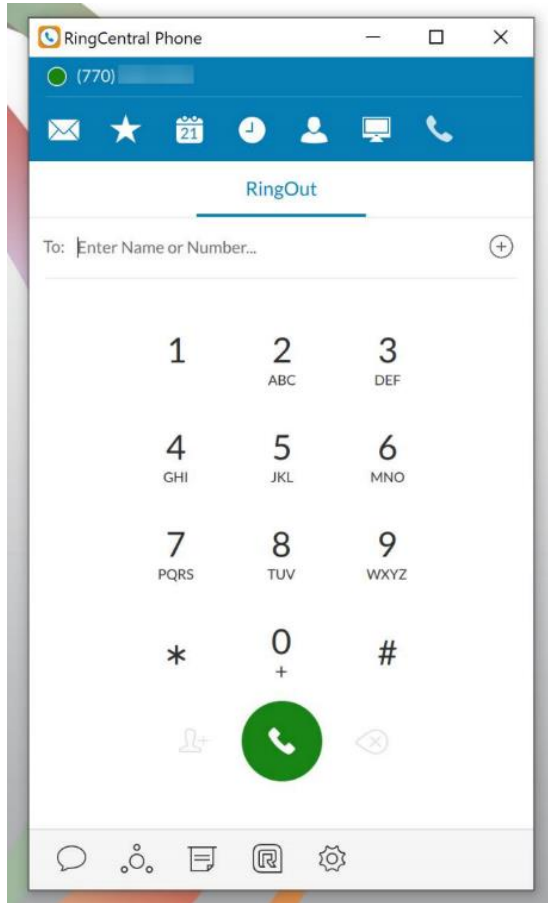 RingCentral Phone
(770)
21
RingOut
To: Enter Name or Number...
1 2 3
ABC DEF
4 5 6
GHI JKL MNO
7 8 9
PQRS TUV WXYZ
* 0 #
+
R